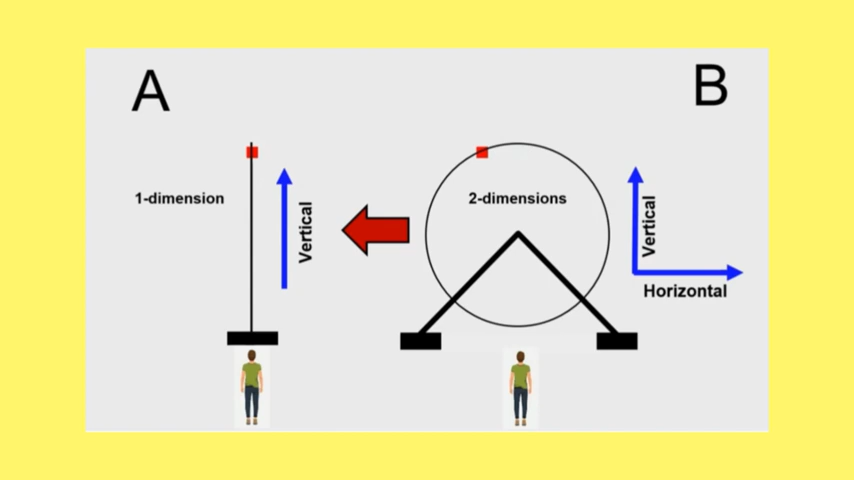 A
B
1-dimension
Vertical
2-dimensions
Vertical
Horizontal